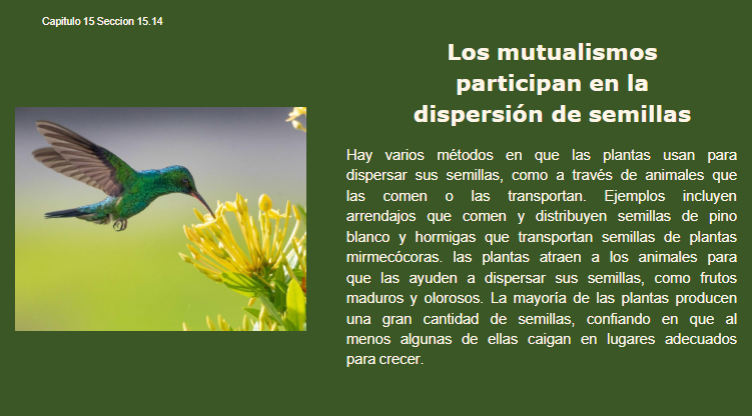 Capitulo 15 Seccion 15.14
Los mutualismos
participan en la
dispersión de semillas
Hay varios métodos en que las plantas usan para
dispersar sus semillas, como a través de animales que
las comen o las transportan. Ejemplos incluyen
arrendajos que comen y distribuyen semillas de pino
blanco y hormigas que transportan semillas de plantas
mirmecócoras. las plantas atraen a los animales para
que las ayuden a dispersar sus semillas, como frutos
maduros y olorosos. La mayoría de las plantas producen
una gran cantidad de semillas, confiando en que al
menos algunas de ellas caigan en lugares adecuados
para crecer.